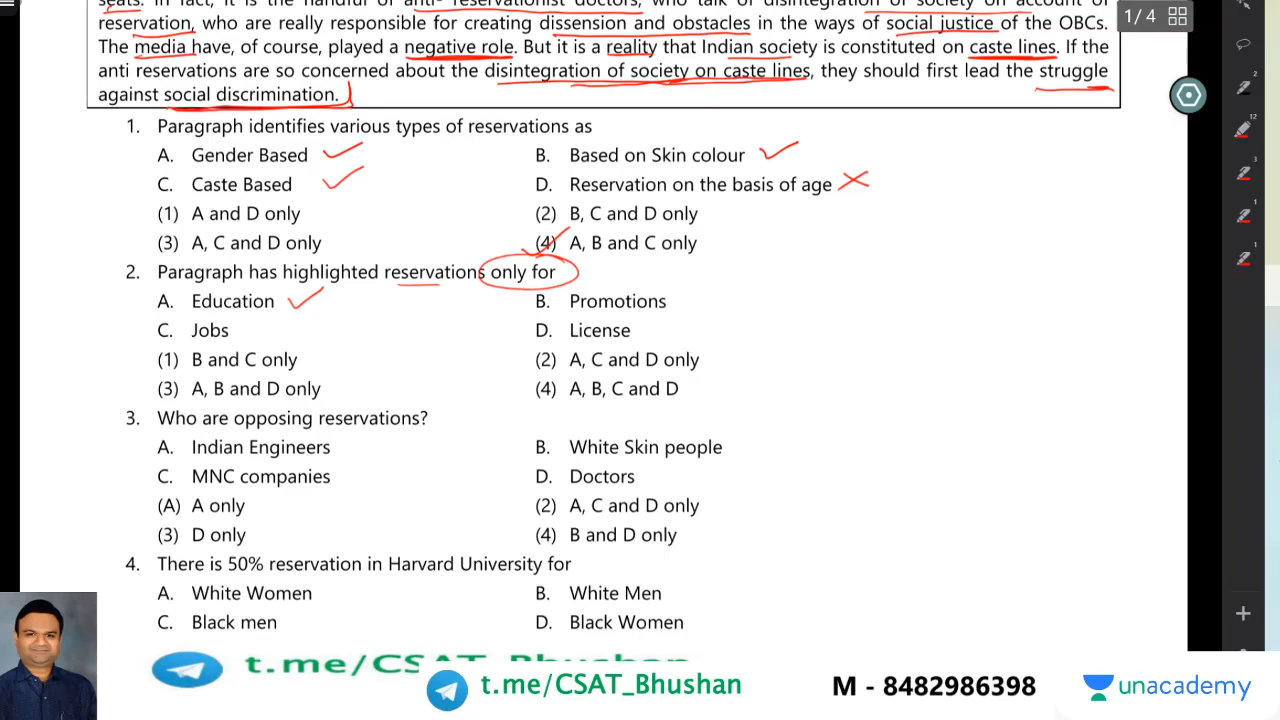 seats. In fact, it is the handful of anti- reservationist doctors, who talk of disintegration of society on account of
reservation, who are really responsible for creating dissension and obstacles in the ways of social justice of the OBCs.
The media have, of course, played a negative role. But it is a reality that Indian society is constituted on caste lines. If the
anti reservations are so concerned about the disintegration of society on caste lines, they should first lead the struggle
against social discrimination.
1/4
1. Paragraph identifies various types of reservations as
A. Gender Based B. Based on Skin colour
C. Caste Based D. Reservation on the basis of age
(1) A and D only (2) B, C and D only
(3) A, C and D only (4) A, B and C only
2. Paragraph has highlighted reservations only for
A. Education B. Promotions
C. Jobs D. License
(1) B and C only (2) A, C and D only
(3) A, B and D only (4) A, B, C and D
3. Who are opposing reservations?
A. Indian Engineers B. White Skin people
C. MNC companies D. Doctors
(A) A only (2) A, C and D only
(3) D only (4) B and D only
4. There is 50% reservation in Harvard University for
A. White Women B. White Men
C. Black men D. Black Women
t.me/CSAT_Bhushan
t.me/CSAT_Bhushan M - 8482986398 unacademy
2
12
3
1
1